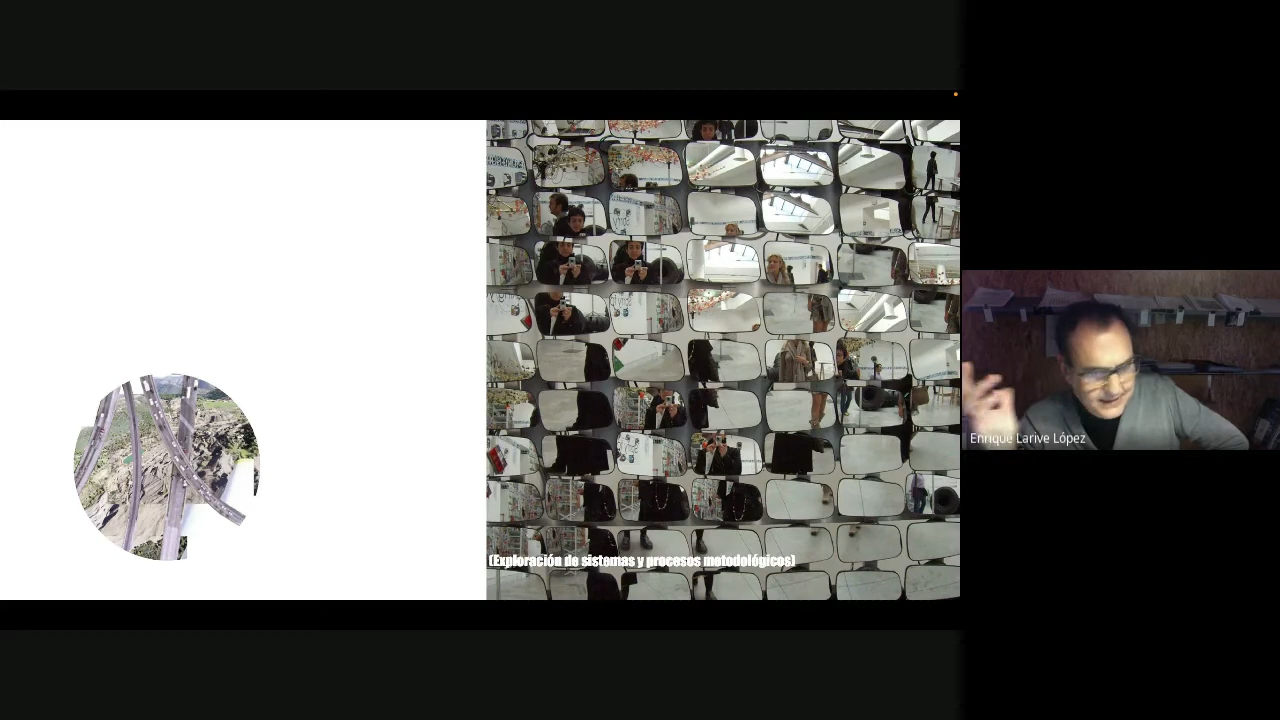 (Exploración de sistemas y procesos metodológicos)
Enrique Larive López